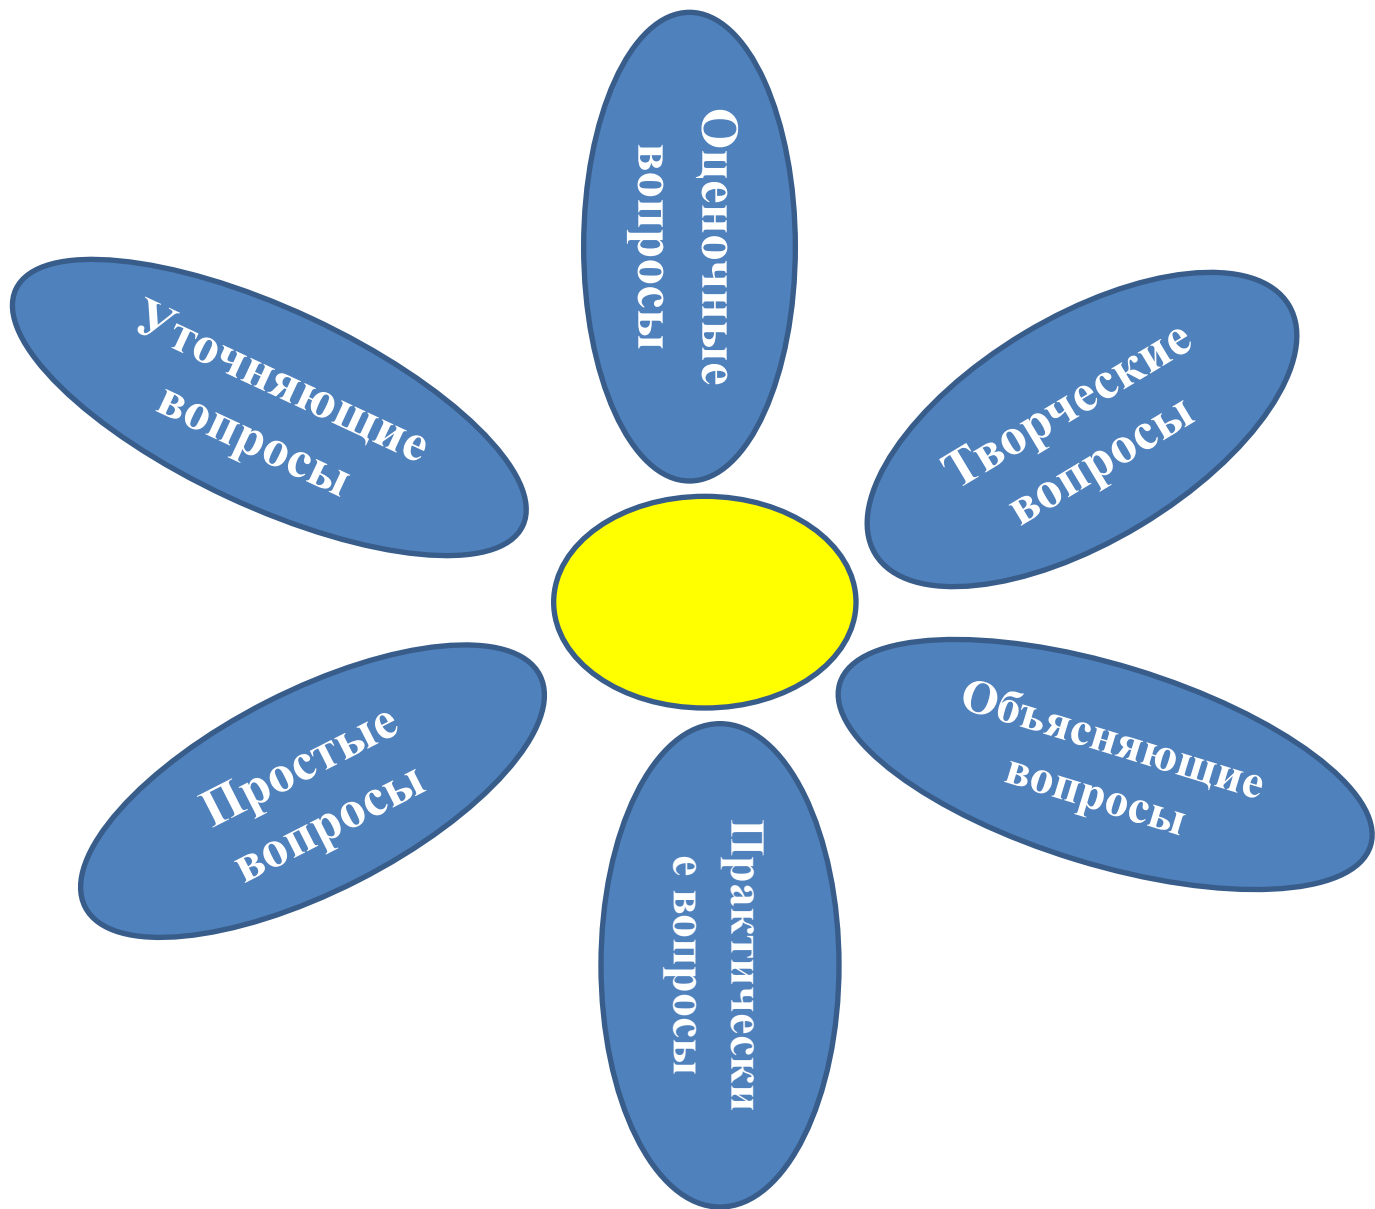 Оценочные
вопросы
Творческие
вопросы
Объясняющие
вопросы
Практически
е вопросы
Простые
вопросы
Уточняющие
вопросы